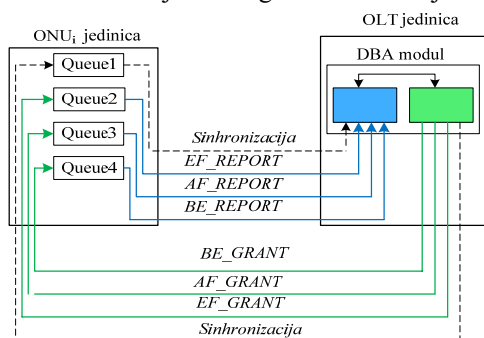 ONUi jedinica
OLT jedinica
DBA modul
Queue1
Queue2
Queue3
Queue4
Sinhronizacija
EF_REPORT
AF_REPORT
BE_REPORT
BE_GRANT
AF_GRANT
EF_GRANT
Sinhronizacija